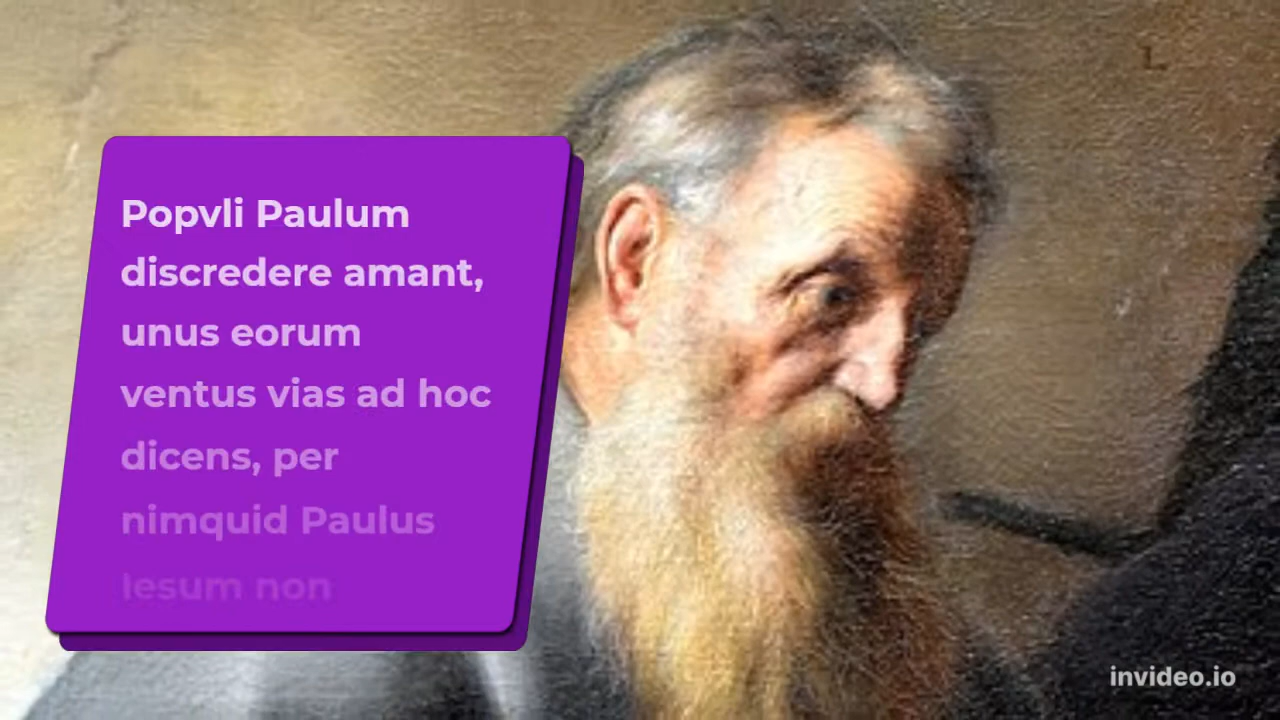 Popvli Paulum
discredere amant,
unus eorum
ventus vias ad hoc
dicens, per
nimquid Paulus
Iesum non
invideo.io